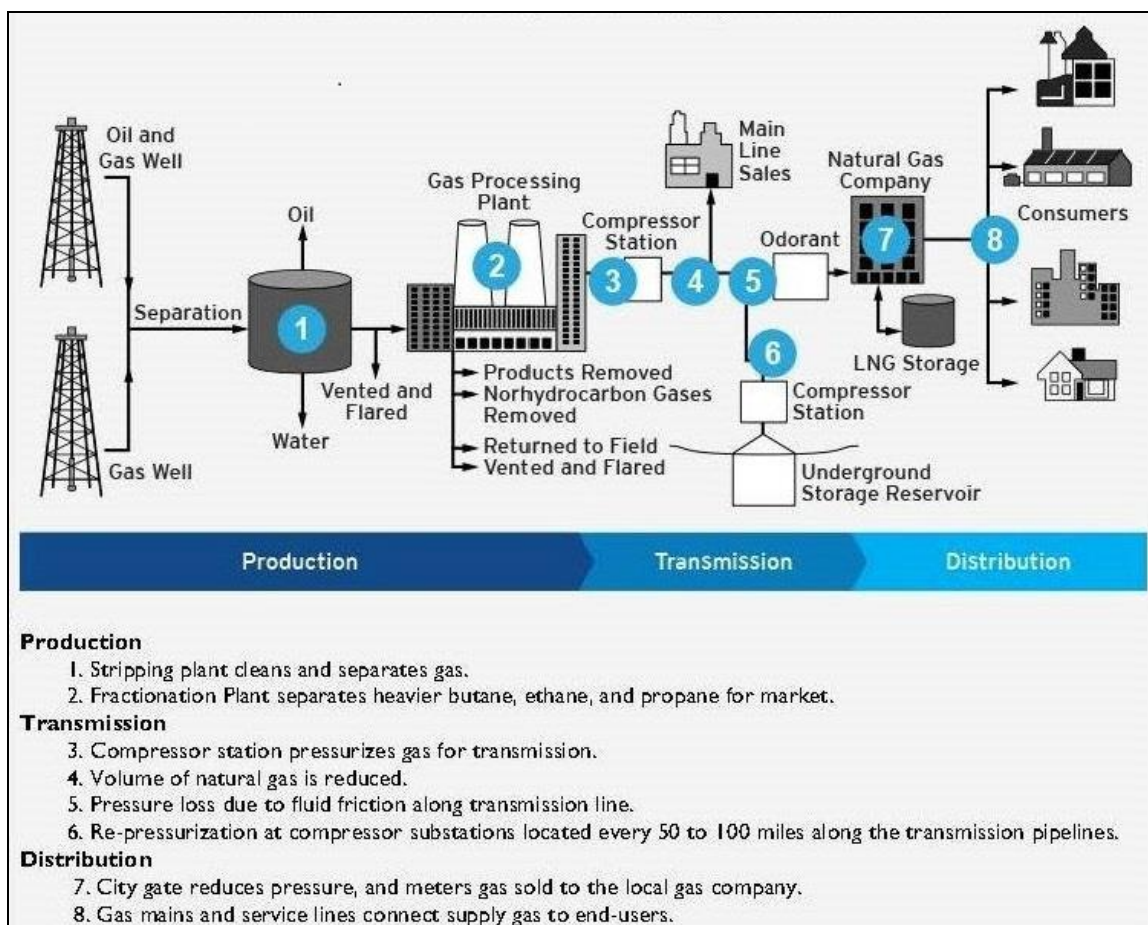 Oil and
Gas Well
Gas Well
Separation
Oil
1
Water
Vented and
Flared
Gas Processing
Plant
2
Products Removed
Norhydrocarbon Gases
Removed
Returned to Field
Vented and Flared
Compressor
Station
3
4
Main
Line
Sales
5
Odorant
6
Compressor
Station
Underground
Storage Reservoir
Natural Gas
Company
7
LNG Storage
8
Consumers
Production
Transmission
Distribution
Production
1. Stripping plant cleans and separates gas.
2. Fractionation Plant separates heavier butane, ethane, and propane for market.
Transmission
3. Compressor station pressurizes gas for transmission.
4. Volume of natural gas is reduced.
5. Pressure loss due to fluid friction along transmission line.
6. Re-pressurization at compressor substations located every 50 to 100 miles along the transmission pipelines.
Distribution
7. City gate reduces pressure, and meters gas sold to the local gas company.
8. Gas mains and service lines connect supply gas to end-users.